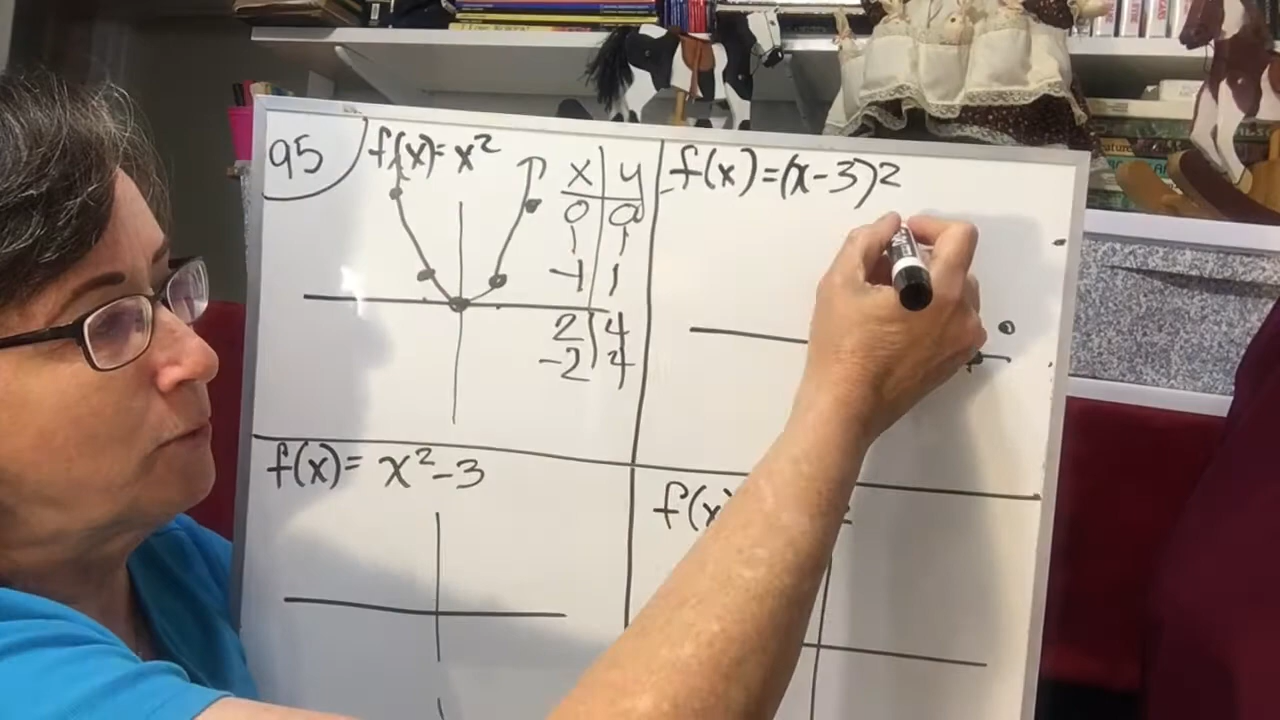 95
f(x)= x²
x | y
0 | 0
1 | 1
-1 | 1
2 | 4
-2 | 4
f(x)=(x-3)²
f(x)= x²-3
f(x)